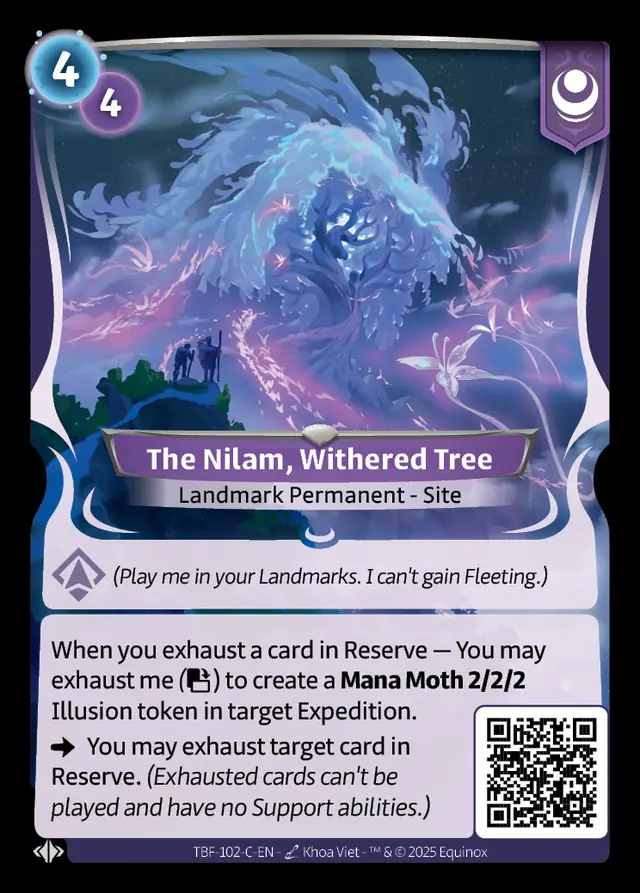 4
4
The Nilam, Withered Tree
Landmark Permanent - Site
(Play me in your Landmarks. I can't gain Fleeting.)
When you exhaust a card in Reserve — You may
exhaust me () to create a Mana Moth 2/2/2
Illusion token in target Expedition.
You may exhaust target card in
Reserve. (Exhausted cards can't be
played and have no Support abilities.)
TBF-102-C-EN - Khoa Viet - ™ & © 2025 Equinox